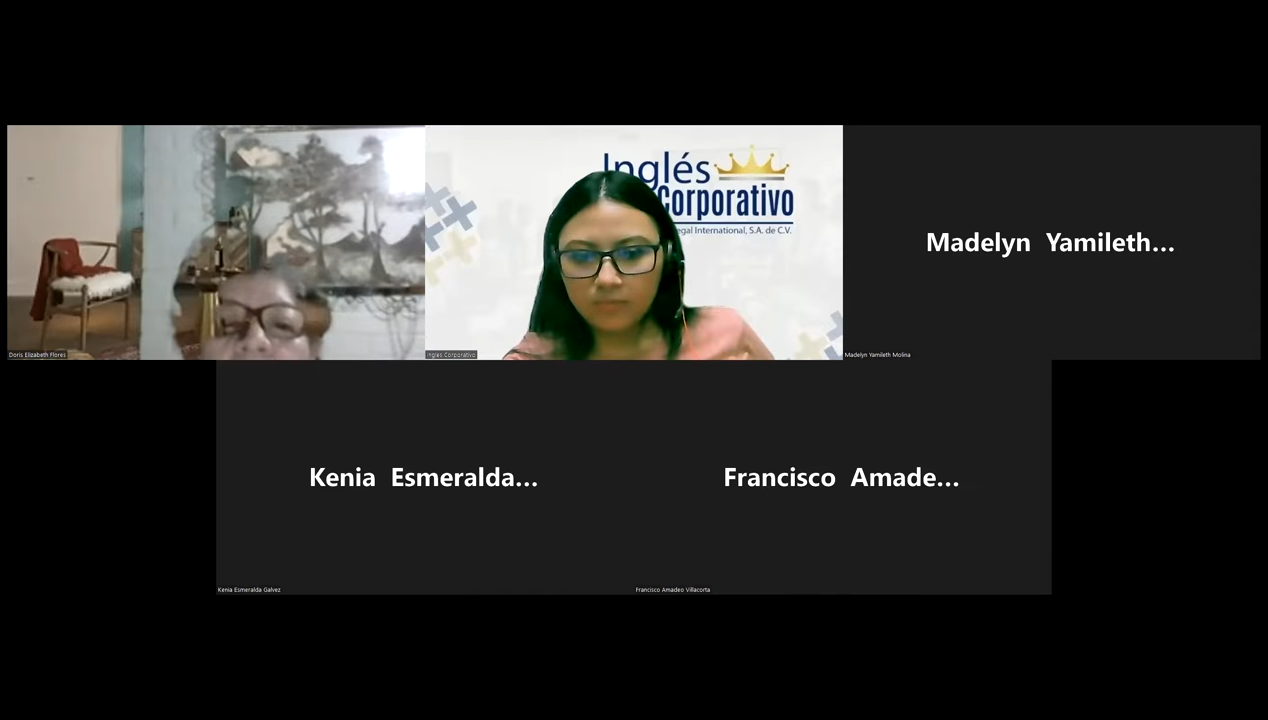 Inglés
Corporativo
egal International, S.A. de C.V.
Madelyn Yamileth...
Doris Elizabeth Flores
Ingles Corporativo
Madelyn Yamileth Molina
Kenia Esmeralda...
Francisco Amade...
Kenia Esmeralda Galvez
Francisco Amadeo Villacorta